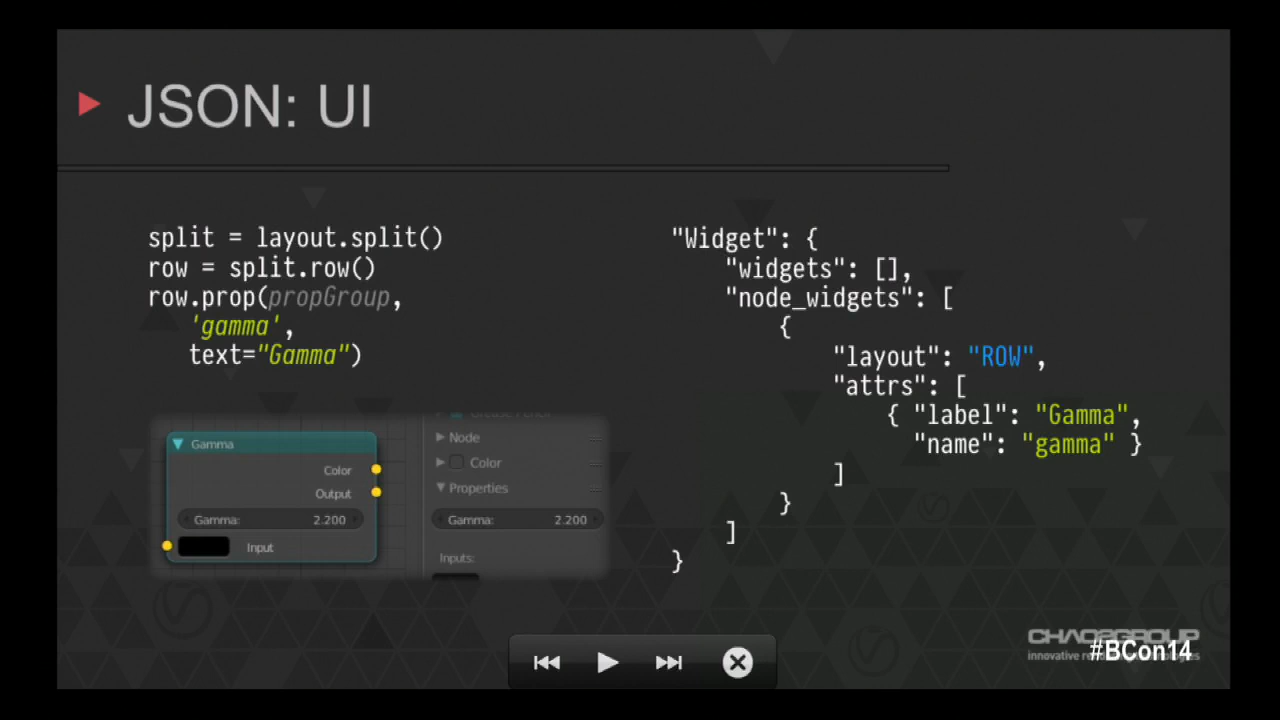 JSON: UI
split = layout.split()
row = split.row()
row.prop(propGroup,
'gamma',
text="Gamma")
"Widget": {
"widgets": [],
"node_widgets": [
{
"layout": "ROW",
"attrs": [
{ "label": "Gamma",
"name": "gamma" }
]
}
]
}
Gamma
Color
Output
Gamma: 2.200
Input
Node
Color
Properties
Gamma: 2.200
Inputs:
CHAOSGROUP
innovative
#BCon14